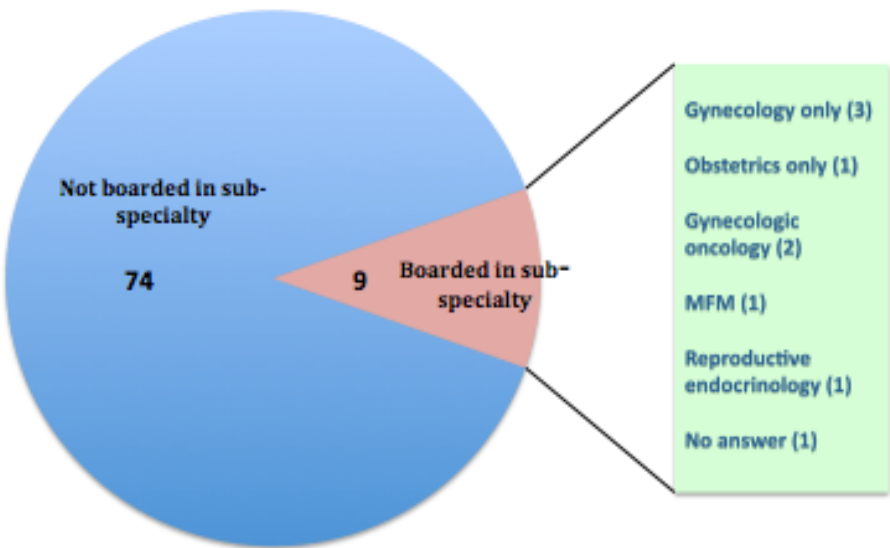 Not boarded in sub-
specialty
74
9
Boarded in sub-
specialty
Gynecology only (3)
Obstetrics only (1)
Gynecologic
oncology (2)
MFM (1)
Reproductive
endocrinology (1)
No answer (1)